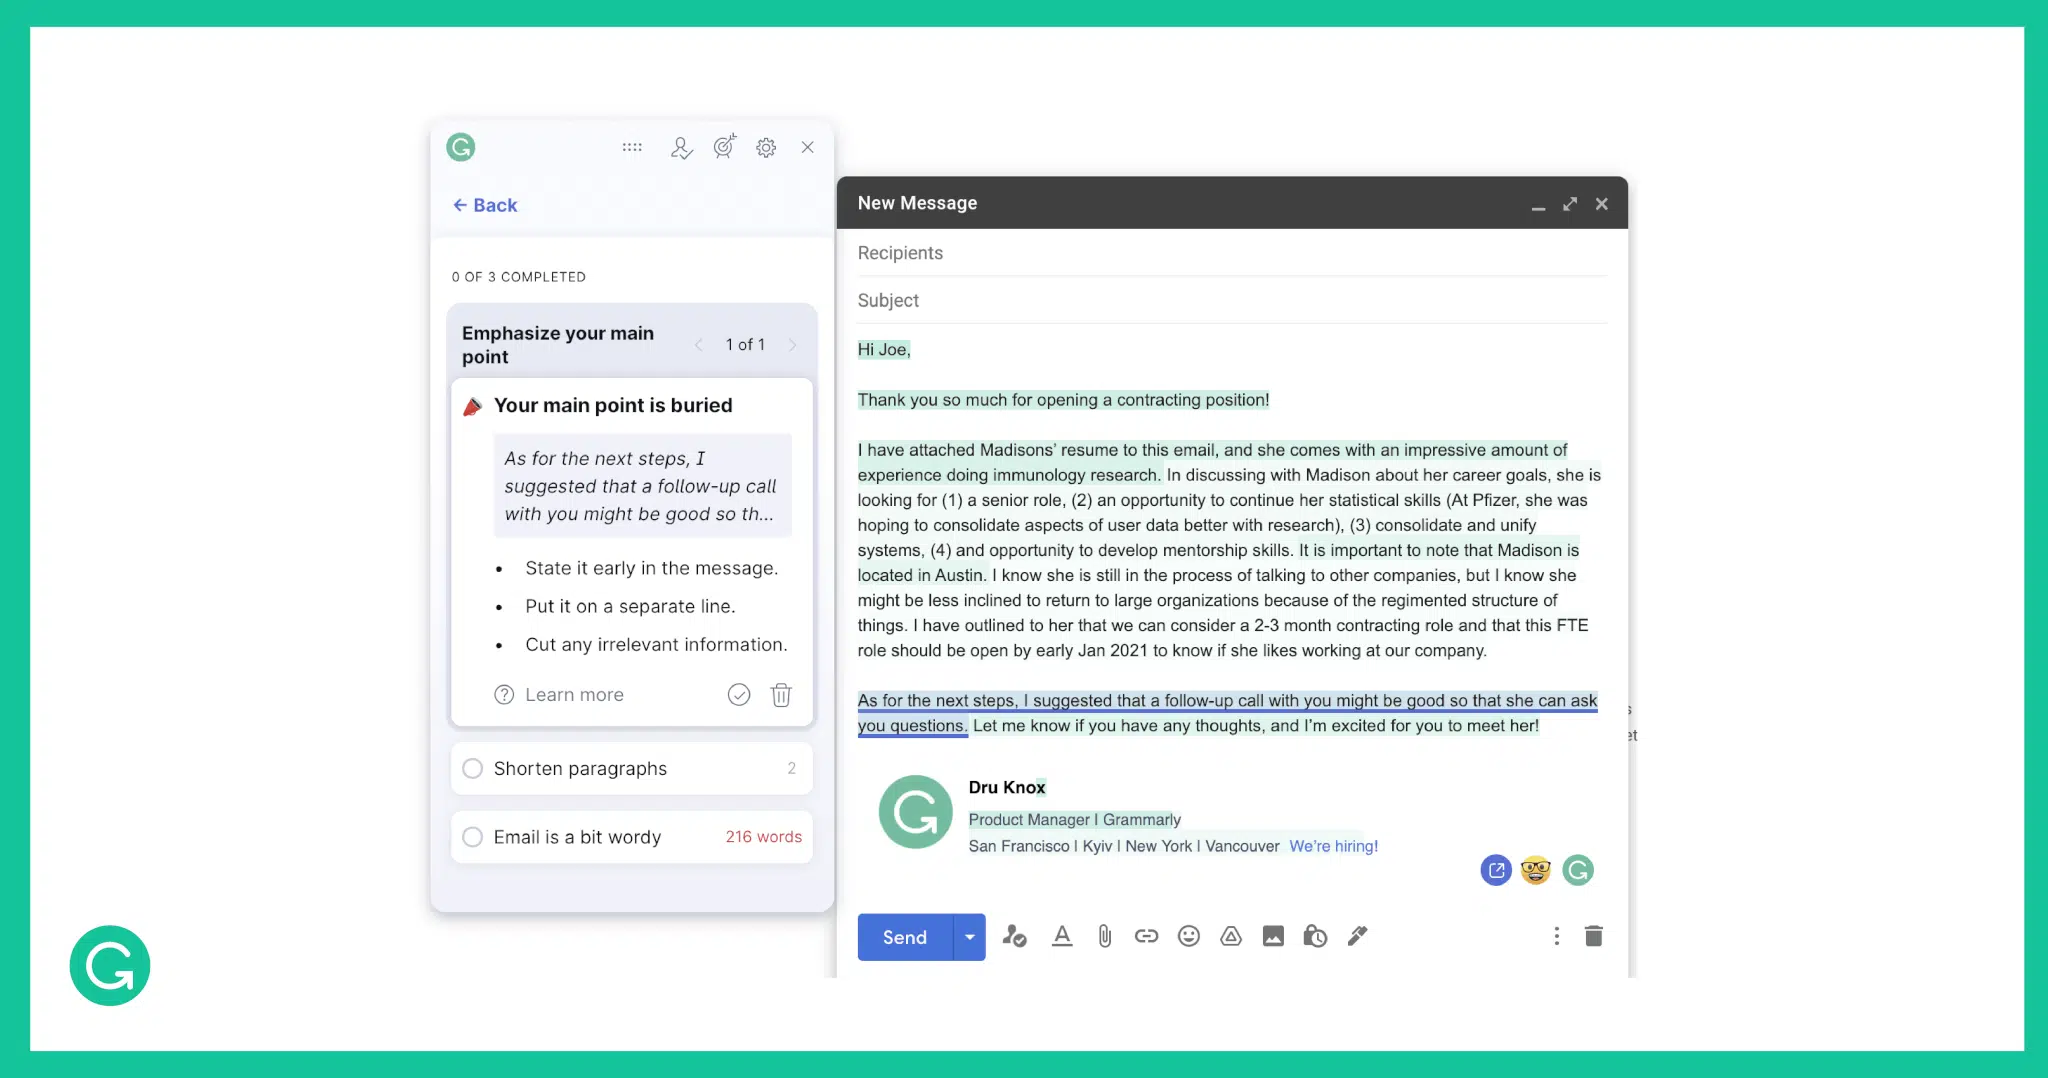 ← Back
0 OF 3 COMPLETED
Emphasize your main
point
1 of 1
Your main point is buried
As for the next steps, I
suggested that a follow-up call
with you might be good so th...
• State it early in the message.
• Put it on a separate line.
• Cut any irrelevant information.
Learn more
Shorten paragraphs 2
Email is a bit wordy 216 words
New Message
Recipients
Subject
Hi Joe,
Thank you so much for opening a contracting position!
I have attached Madisons’ resume to this email, and she comes with an impressive amount of
experience doing immunology research. In discussing with Madison about her career goals, she is
looking for (1) a senior role, (2) an opportunity to continue her statistical skills (At Pfizer, she was
hoping to consolidate aspects of user data better with research), (3) consolidate and unify
systems, (4) and opportunity to develop mentorship skills. It is important to note that Madison is
located in Austin. I know she is still in the process of talking to other companies, but I know she
might be less inclined to return to large organizations because of the regimented structure of
things. I have outlined to her that we can consider a 2-3 month contracting role and that this FTE
role should be open by early Jan 2021 to know if she likes working at our company.
As for the next steps, I suggested that a follow-up call with you might be good so that she can ask
you questions. Let me know if you have any thoughts, and I’m excited for you to meet her!
Dru Knox
Product Manager | Grammarly
San Francisco | Kyiv | New York | Vancouver We’re hiring!
Send